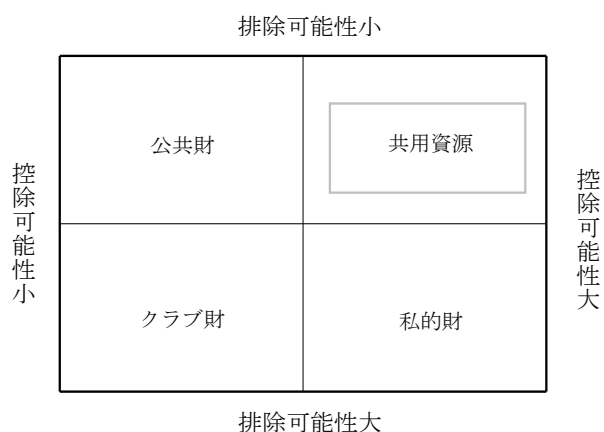 排除可能性小
公共財
共用資源
控除可能性小
控除可能性大
クラブ財
私的財
排除可能性大